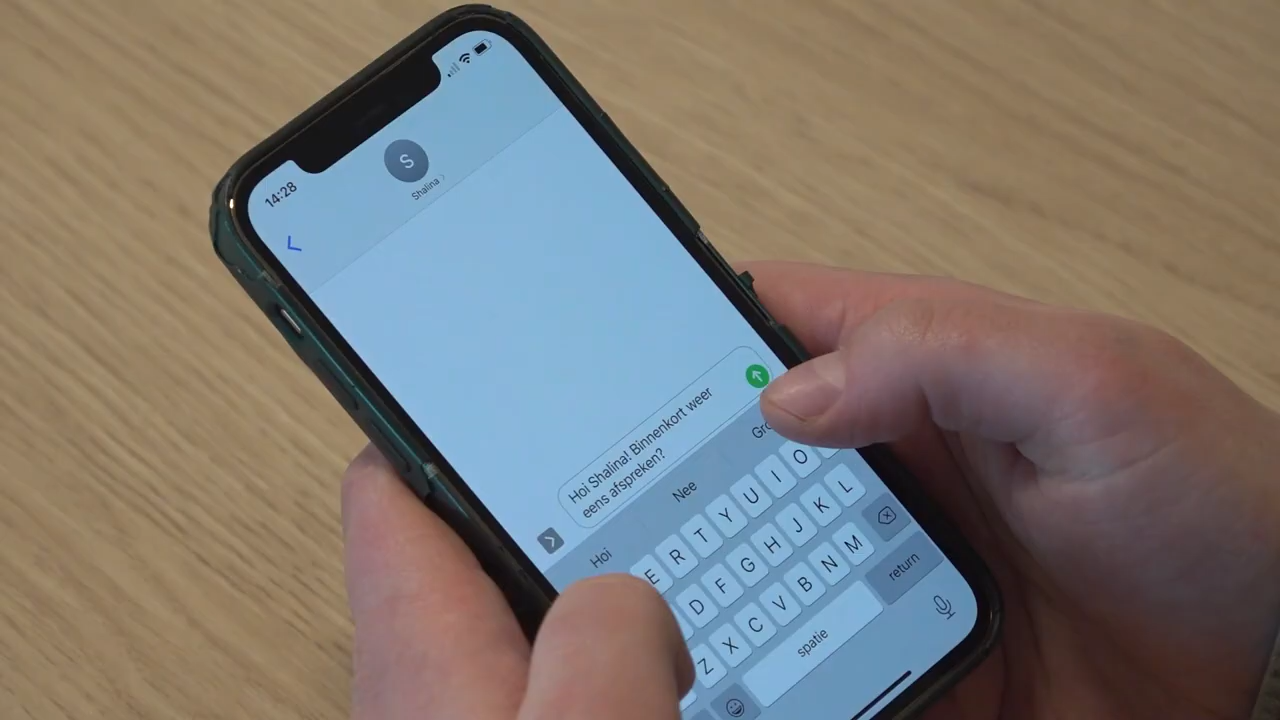 14:28
S
Shalina
Hoi Shalina! Binnenkort weer
eens afspreken?
Hoi Nee
E R T Y U I O
D F G H J K L
Z X C V B N M
spatie return